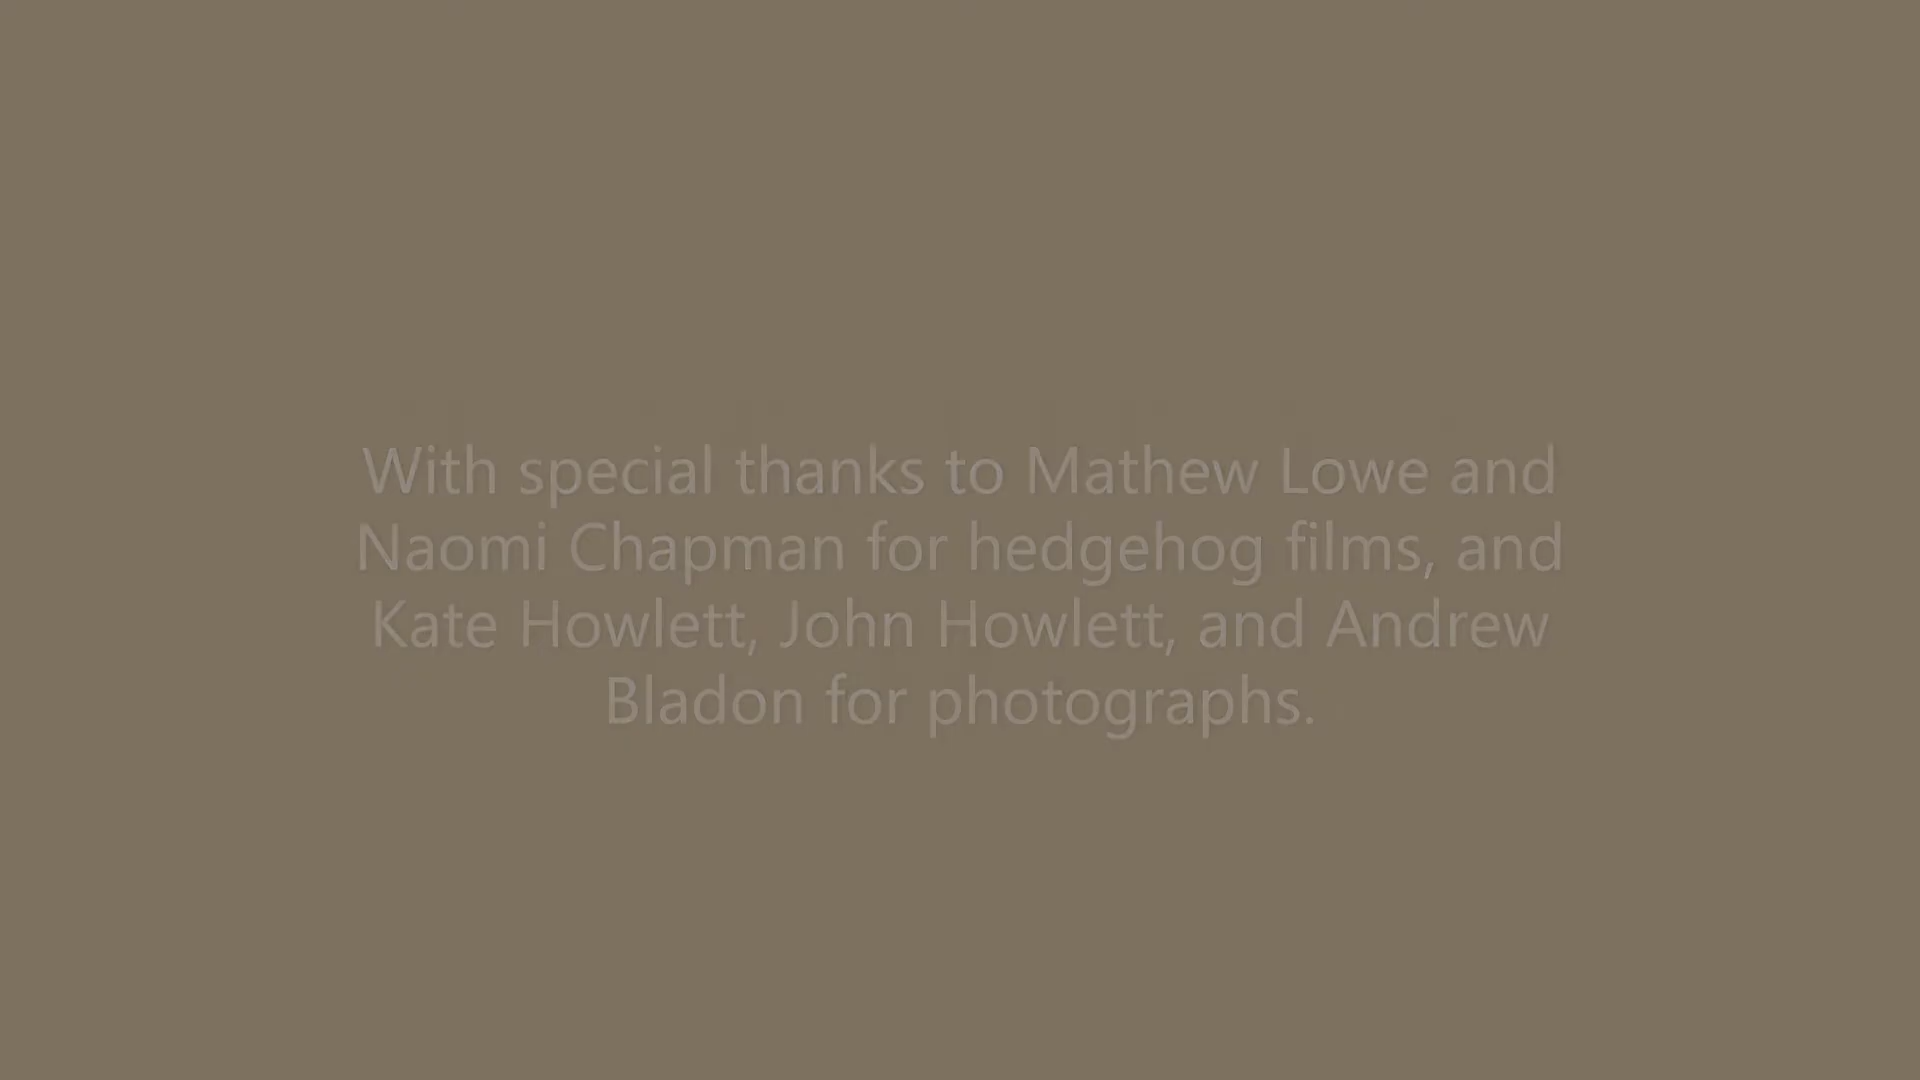 With special thanks to Mathew Lowe and
Naomi Chapman for hedgehog films, and
Kate Howlett, John Howlett, and Andrew
Bladon for photographs.